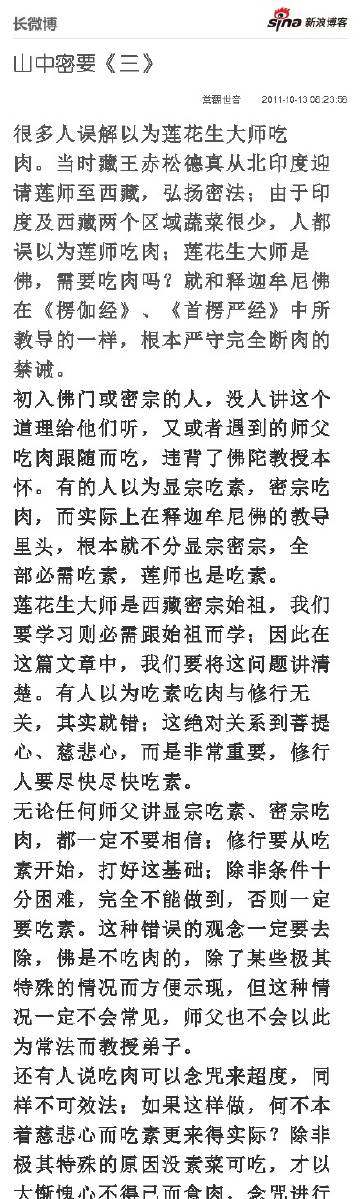 长微博
sina 新浪博客
山中密要《三》
2011-10-13 08:23:56
很多人误解以为莲花生大师吃
肉。当时藏王赤松德真从北印度迎
请莲师至西藏，弘扬密法；由于印
度及西藏两个区域蔬菜很少，人都
误以为莲师吃肉；莲花生大师是
佛，需要吃肉吗？就和释迦牟尼佛
在《楞伽经》、《首楞严经》中所
教导的一样，根本严守完全断肉的
禁诫。
初入佛门或密宗的人，没人讲这个
道理给他们听，又或者遇到的师父
吃肉跟随而吃，违背了佛陀教授本
怀。有的人以为显宗吃素，密宗吃
肉，而实际上在释迦牟尼佛的教导
里头，根本就不分显宗密宗，全
部必需吃素，莲师也是吃素。
莲花生大师是西藏密宗始祖，我们
要学习则必需跟始祖而学；因此在
这篇文章中，我们要将这问题讲清
楚。有人以为吃素吃肉与修行无
关，其实就错；这绝对关系到菩提
心、慈悲心，而是非常重要，修行
人要尽快尽快吃素。
无论任何师父讲显宗吃素、密宗吃
肉，都一定不要相信；修行要从吃
素开始，打好这基础；除非条件十
分困难，完全不能做到，否则一定
要吃素。这种错误的观念一定要去
除，佛是不吃肉的，除了某些极其
特殊的情况而方便示现，但这种情
况一定不会常见，师父也不会以此
为常法而教授弟子。
还有人说吃肉可以念咒来超度，同
样不可效法；如果这样做，何不本
着慈悲心而吃素更来得实际？除非
极其特殊的原因没素菜可吃，才以
大惭愧心不得已而食肉，念咒进行